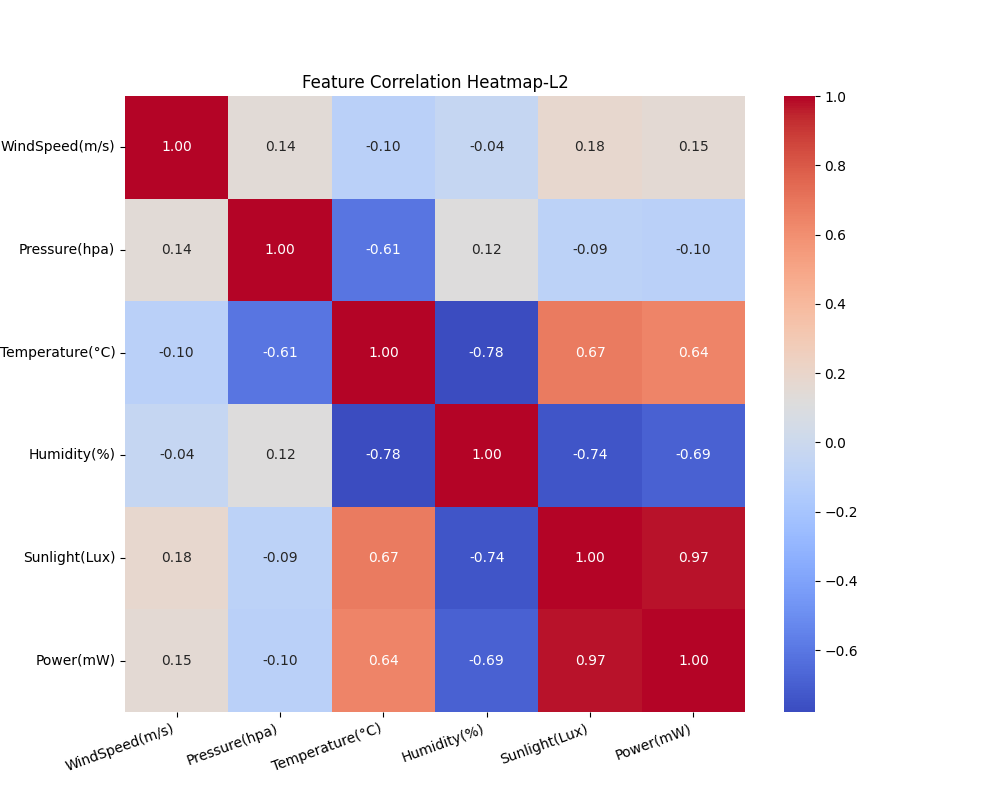 Feature Correlation Heatmap-L2
WindSpeed(m/s) 1.00 0.14 -0.10 -0.04 0.18 0.15
Pressure(hpa) 0.14 1.00 -0.61 0.12 -0.09 -0.10
Temperature(°C) -0.10 -0.61 1.00 -0.78 0.67 0.64
Humidity(%) -0.04 0.12 -0.78 1.00 -0.74 -0.69
Sunlight(Lux) 0.18 -0.09 0.67 -0.74 1.00 0.97
Power(mW) 0.15 -0.10 0.64 -0.69 0.97 1.00
WindSpeed(m/s) Pressure(hpa) Temperature(°C) Humidity(%) Sunlight(Lux) Power(mW)
1.0
0.8
0.6
0.4
0.2
0.0
−0.2
−0.4
−0.6